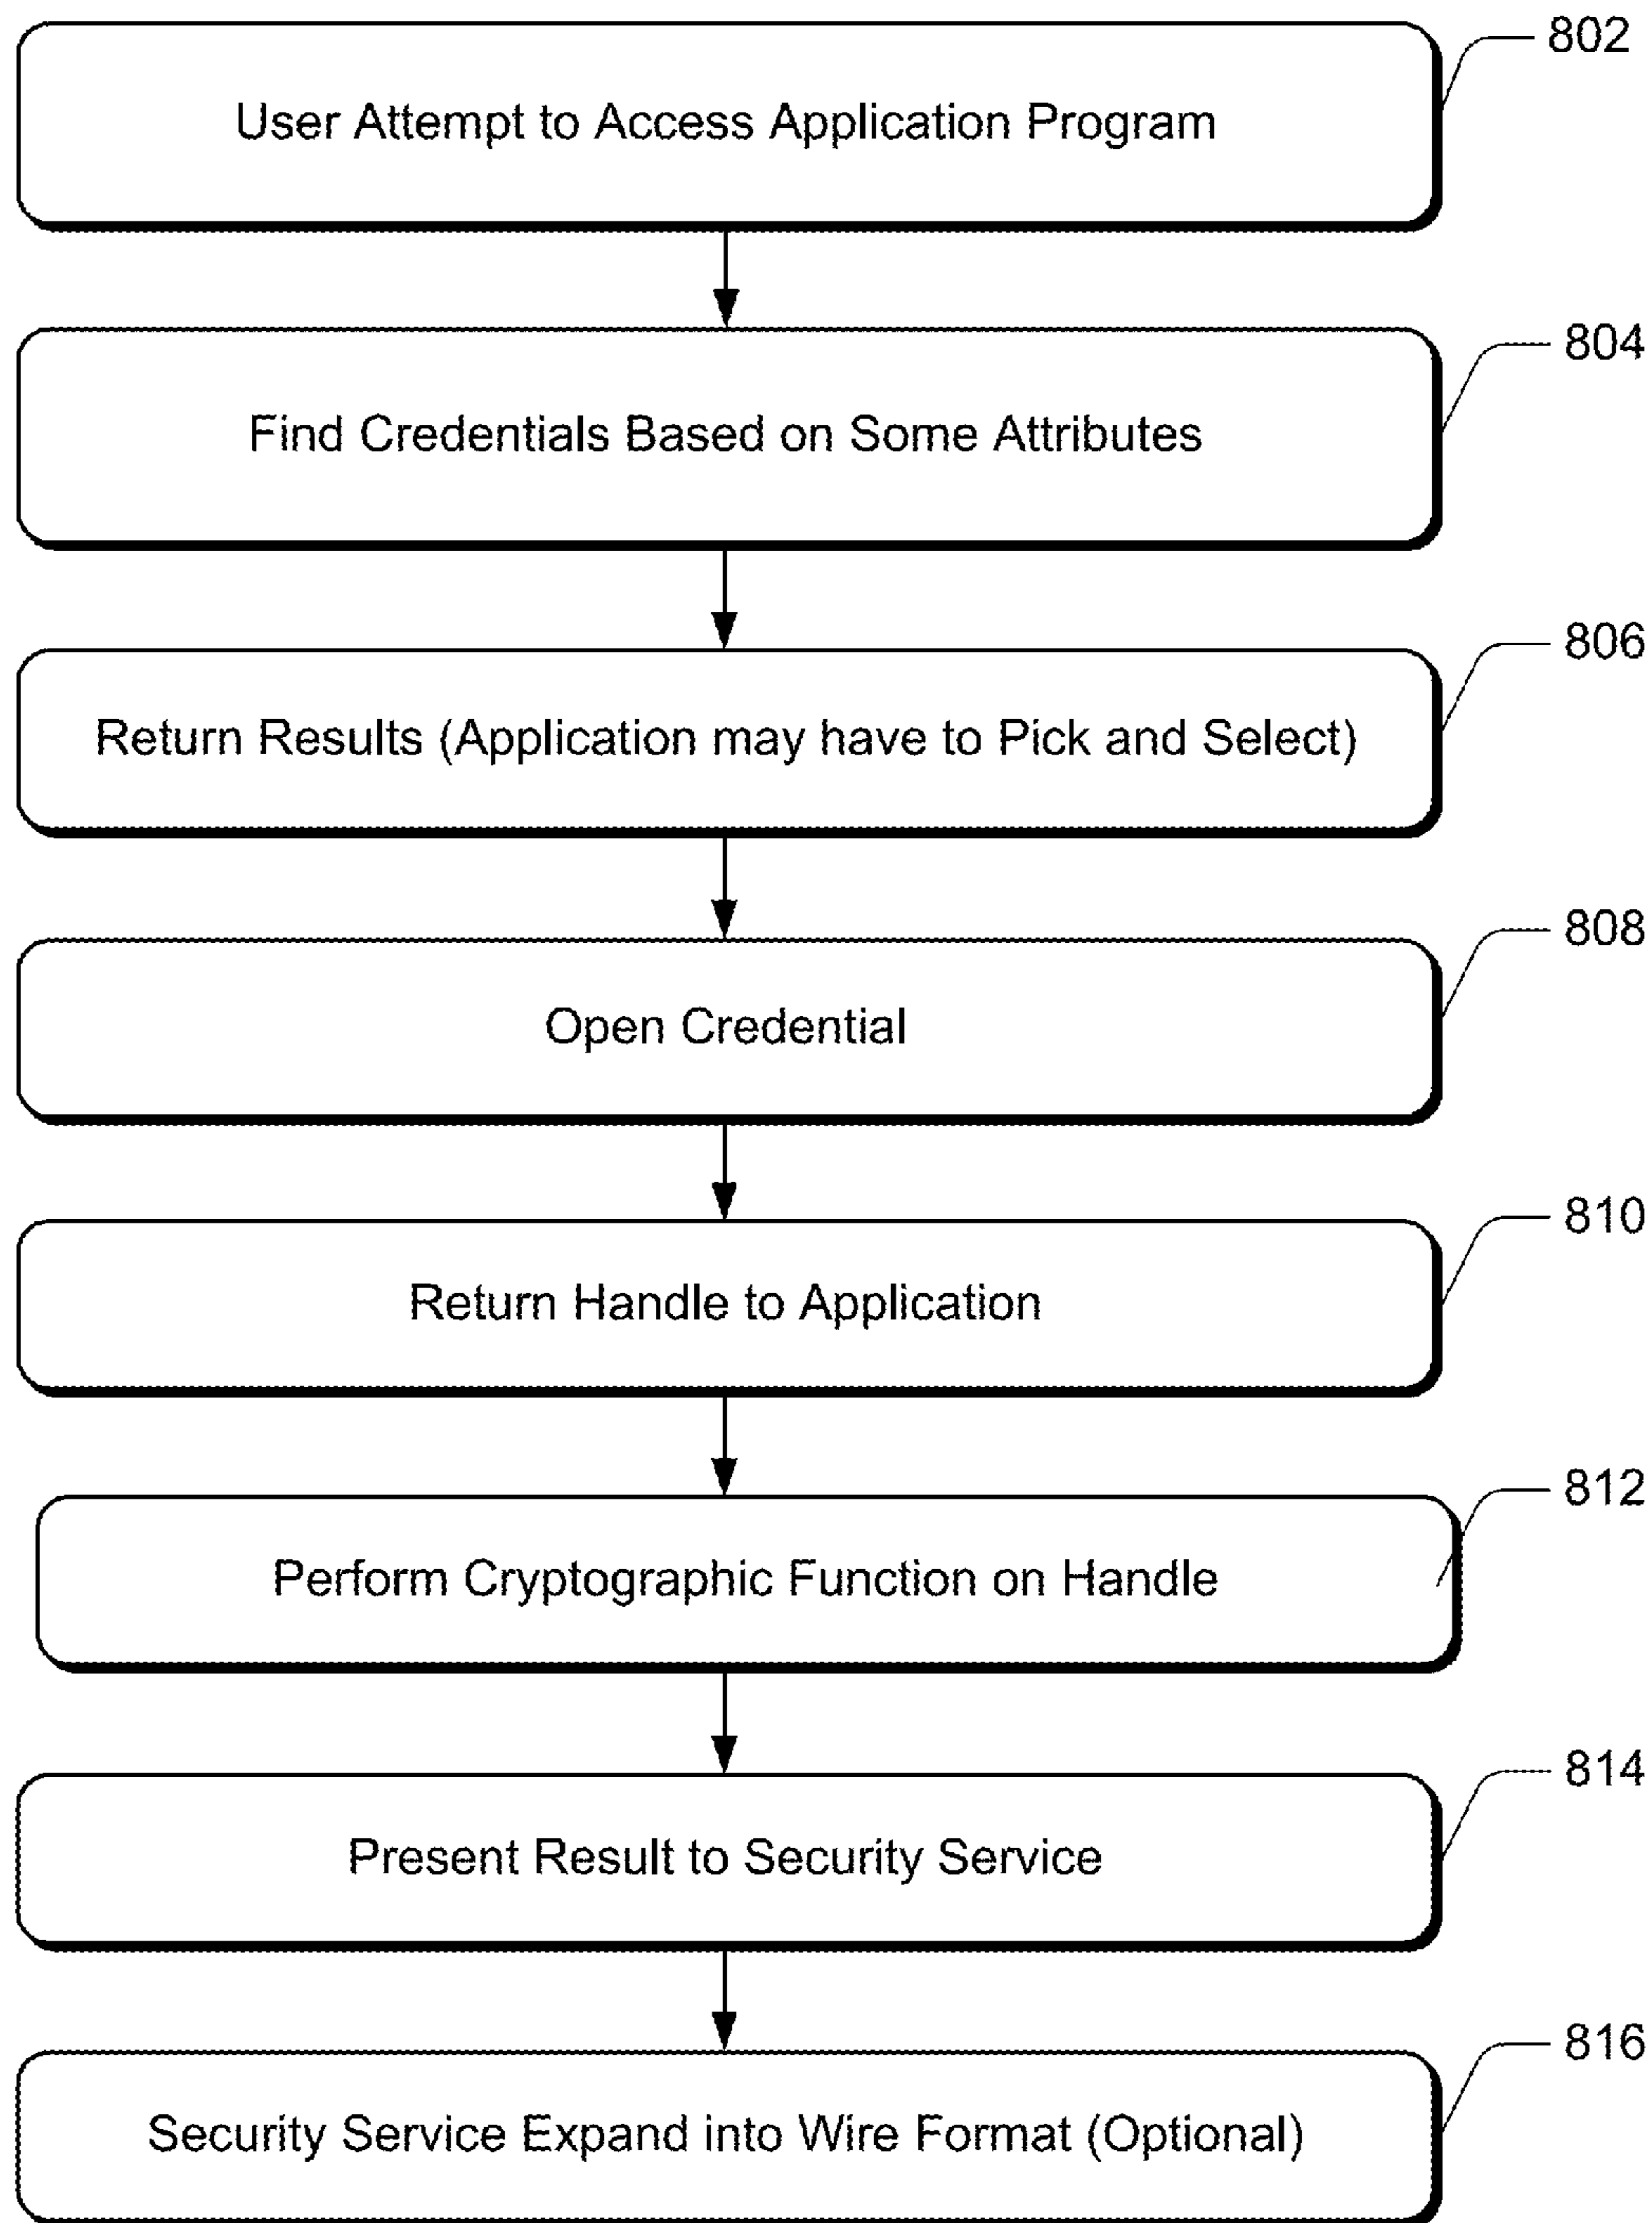 802
User Attempt to Access Application Program
804
Find Credentials Based on Some Attributes
806
Return Results (Application may have to Pick and Select)
808
Open Credential
810
Return Handle to Application
812
Perform Cryptographic Function on Handle
814
Present Result to Security Service
816
Security Service Expand into Wire Format (Optional)